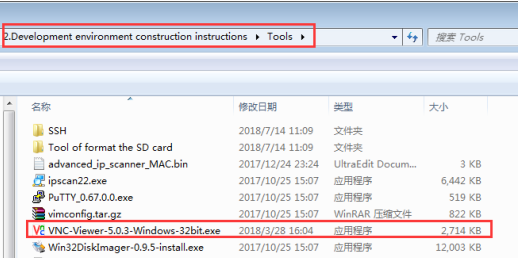 2.Development environment construction instructions ▸ Tools ▸ 搜索 Tools
名称 修改日期 类型 大小
SSH 2018/7/14 11:09 文件夹
Tool of format the SD card 2018/7/14 11:09 文件夹
advanced_ip_scanner_MAC.bin 2017/12/24 23:24 UltraEdit Docum... 3 KB
ipscan22.exe 2017/10/25 15:07 应用程序 6,442 KB
PuTTY_0.67.0.0.exe 2017/10/25 15:07 应用程序 519 KB
vimconfig.tar.gz 2017/10/25 15:07 WinRAR 压缩文件 822 KB
VNC-Viewer-5.0.3-Windows-32bit.exe 2018/3/28 16:04 应用程序 2,714 KB
Win32DiskImager-0.9.5-install.exe 2017/10/25 15:07 应用程序 12,003 KB